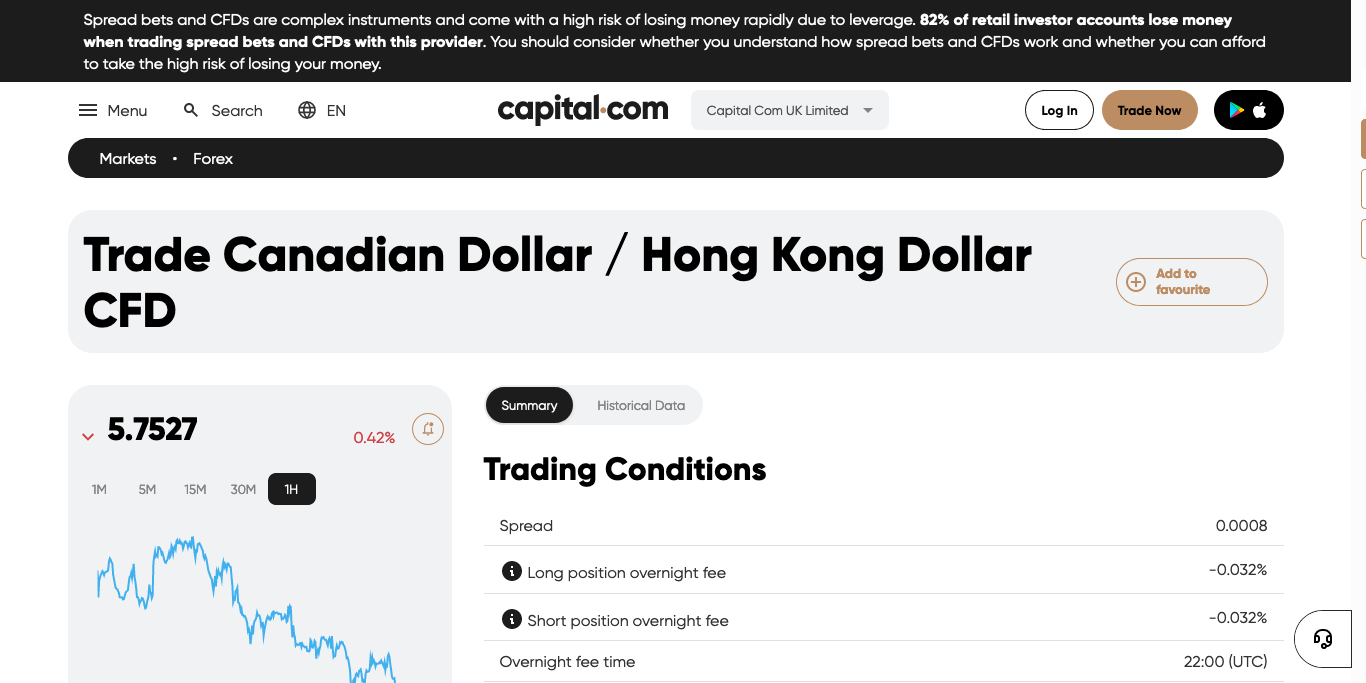 Spread bets and CFDs are complex instruments and come with a high risk of losing money rapidly due to leverage. 82% of retail investor accounts lose money
when trading spread bets and CFDs with this provider. You should consider whether you understand how spread bets and CFDs work and whether you can afford
to take the high risk of losing your money.
Menu
Search
EN
capital.com
Capital Com UK Limited
Log In
Trade Now
Markets • Forex
Trade Canadian Dollar / Hong Kong Dollar
CFD
Add to
favourite
5.7527
0.42%
1M 5M 15M 30M 1H
Summary
Historical Data
Trading Conditions
Spread 0.0008
Long position overnight fee -0.032%
Short position overnight fee -0.032%
Overnight fee time 22:00 (UTC)